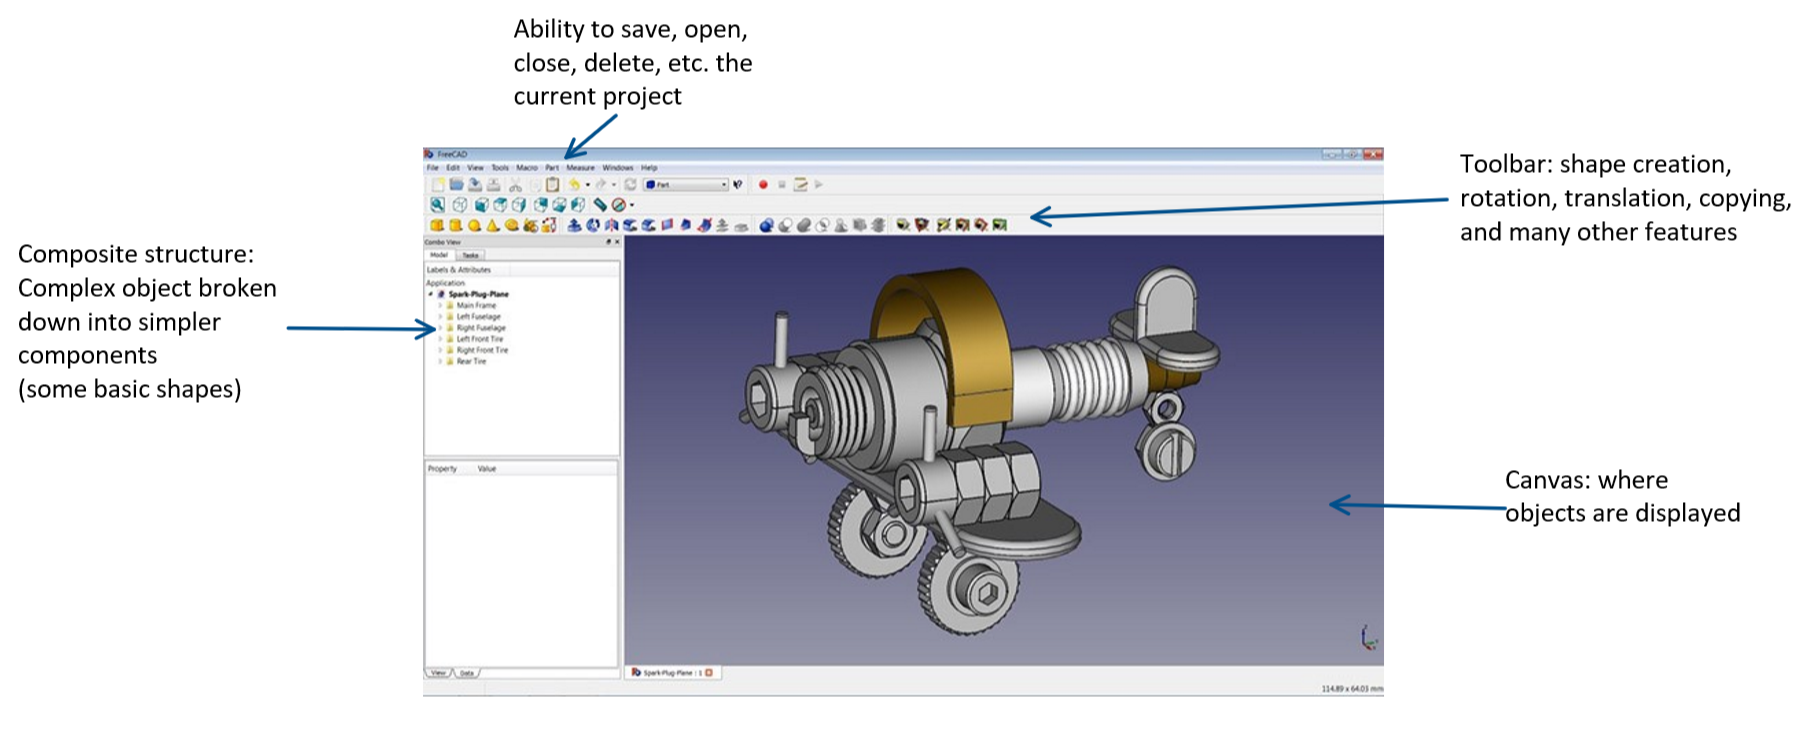 Ability to save, open,
close, delete, etc. the
current project
Toolbar: shape creation,
rotation, translation, copying,
and many other features
Composite structure:
Complex object broken
down into simpler
components
(some basic shapes)
Canvas: where
objects are displayed
FreeCAD
File Edit View Tools Macro Part Measure Windows Help
Part
Combo View
Model Tasks
Labels & Attributes
Application
Spark-Plug-Plane
Main Frame
Left Fuselage
Right Fuselage
Left Front Tire
Right Front Tire
Rear Tire
Property Value
View Data
Spark-Plug-Plane : 1
114.89 x 64.03 mm